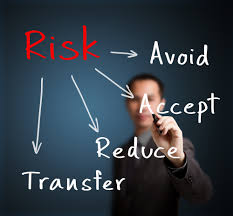 Risk
Avoid
Accept
Reduce
Transfer